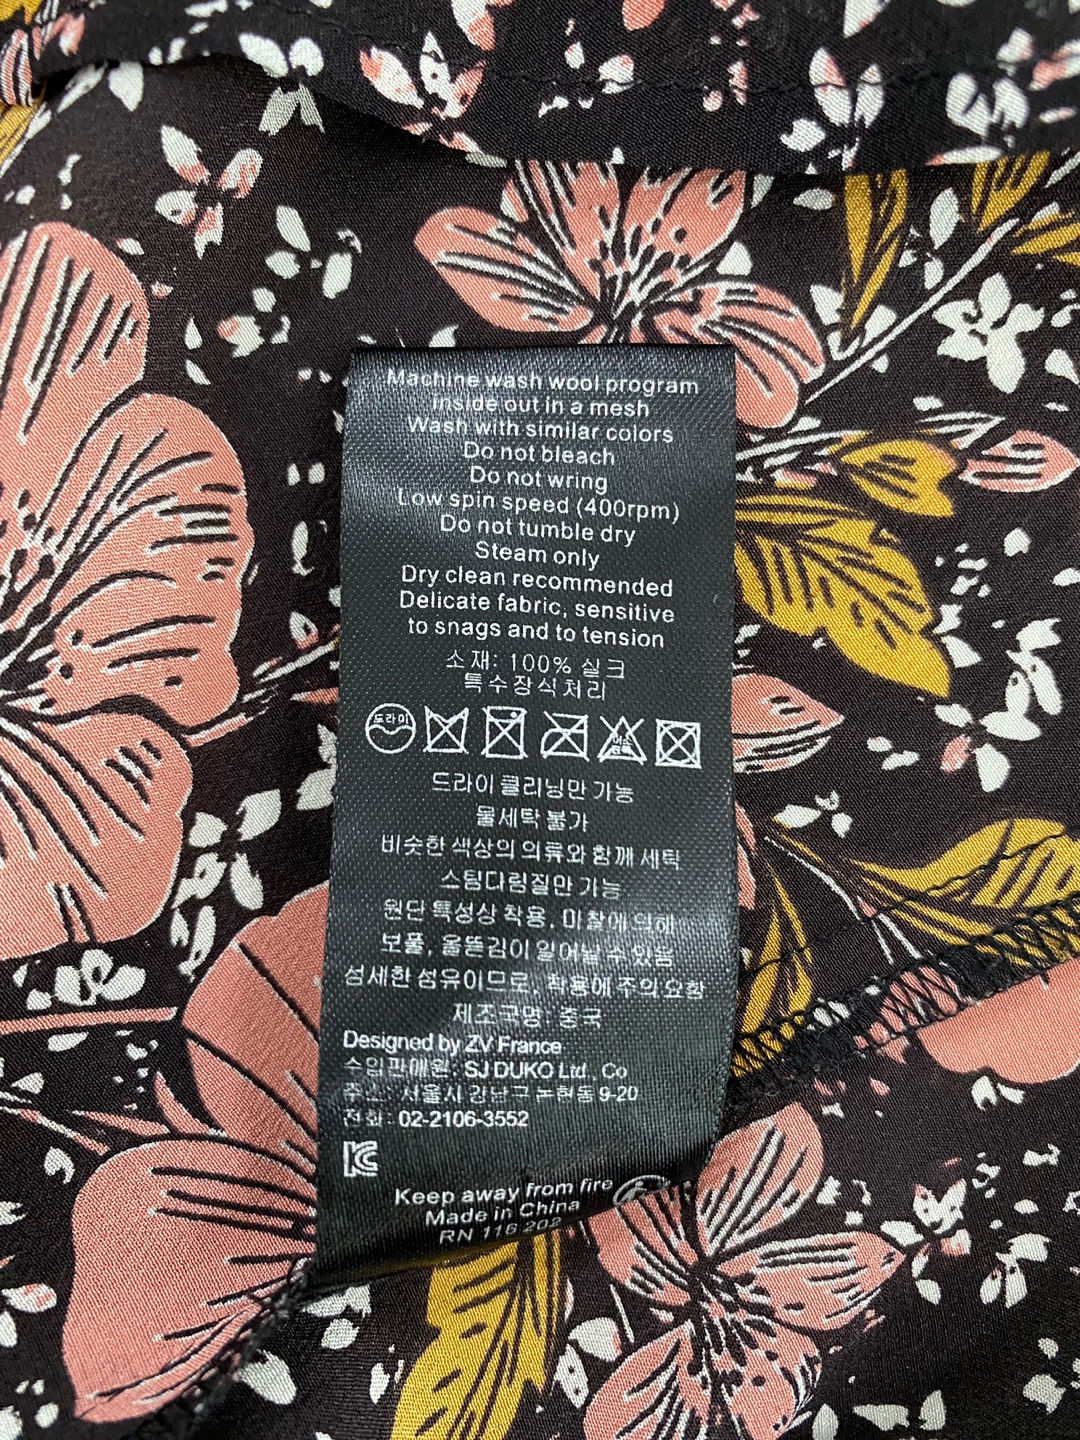 Machine wash wool program
inside out in a mesh
Wash with similar colors
Do not bleach
Do not wring
Low spin speed (400rpm)
Do not tumble dry
Steam only
Dry clean recommended
Delicate fabric, sensitive
to snags and to tension
소재: 100% 실크
특수장식처리
드라이
드라이 클리닝만 가능
물세탁 불가
비슷한 색상의 의류와 함께 세탁
스팀다림질만 가능
원단 특성상 착용, 마찰에 의해
보풀, 올뜯김이 일어날 수 있음
섬세한 섬유이므로, 착용에 주의 요함
제조국명: 중국
Designed by ZV France
수입판매원: SJ DUKO Ltd., Co
주소: 서울시 강남구 논현동 9-20
전화: 02-2106-3552
KC
Keep away from fire
Made in China
RN 116 202